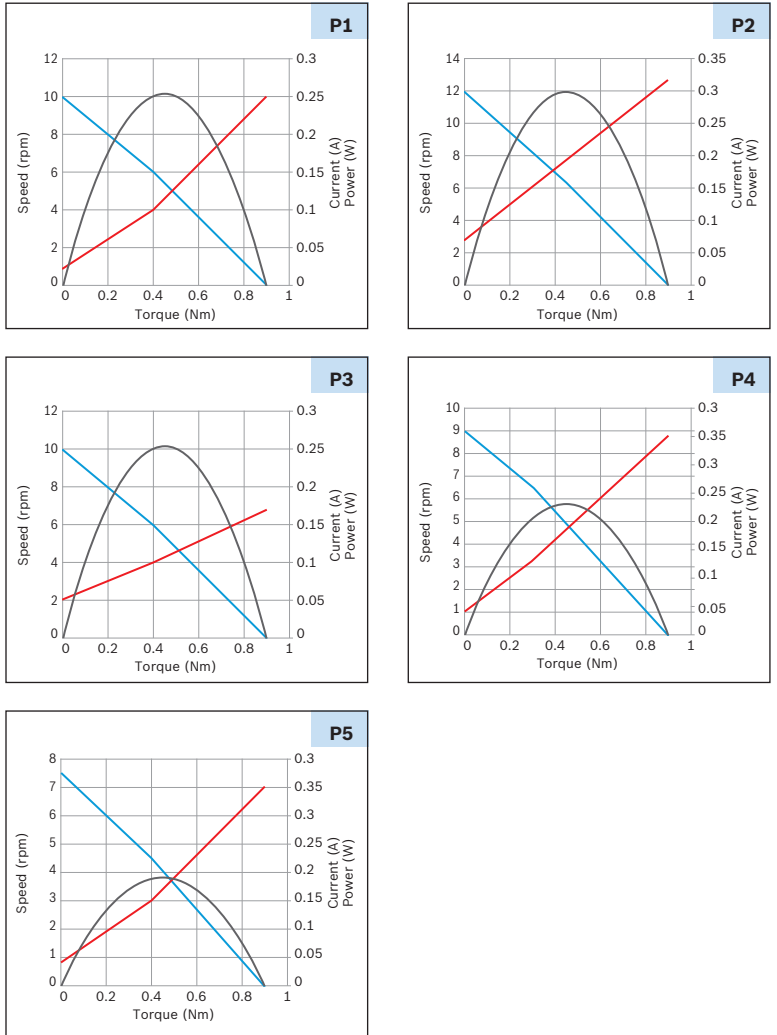 P1
12
10
8
6
4
2
0
Speed (rpm)
0.3
0.25
0.2
0.15
0.1
0.05
0
Current (A)
Power (W)
0 0.2 0.4 0.6 0.8 1
Torque (Nm)
P2
14
12
10
8
6
4
2
0
Speed (rpm)
0.35
0.3
0.25
0.2
0.15
0.1
0.05
0
Current (A)
Power (W)
0 0.2 0.4 0.6 0.8 1
Torque (Nm)
P3
12
10
8
6
4
2
0
Speed (rpm)
0.3
0.25
0.2
0.15
0.1
0.05
0
Current (A)
Power (W)
0 0.2 0.4 0.6 0.8 1
Torque (Nm)
P4
10
9
8
7
6
5
4
3
2
1
0
Speed (rpm)
0.3
0.35
0.3
0.25
0.2
0.15
0.1
0.05
0
Current (A)
Power (W)
0 0.2 0.4 0.6 0.8 1
Torque (Nm)
P5
8
7
6
5
4
3
2
1
0
Speed (rpm)
0.3
0.35
0.3
0.25
0.2
0.15
0.1
0.05
0
Current (A)
Power (W)
0 0.2 0.4 0.6 0.8 1
Torque (Nm)